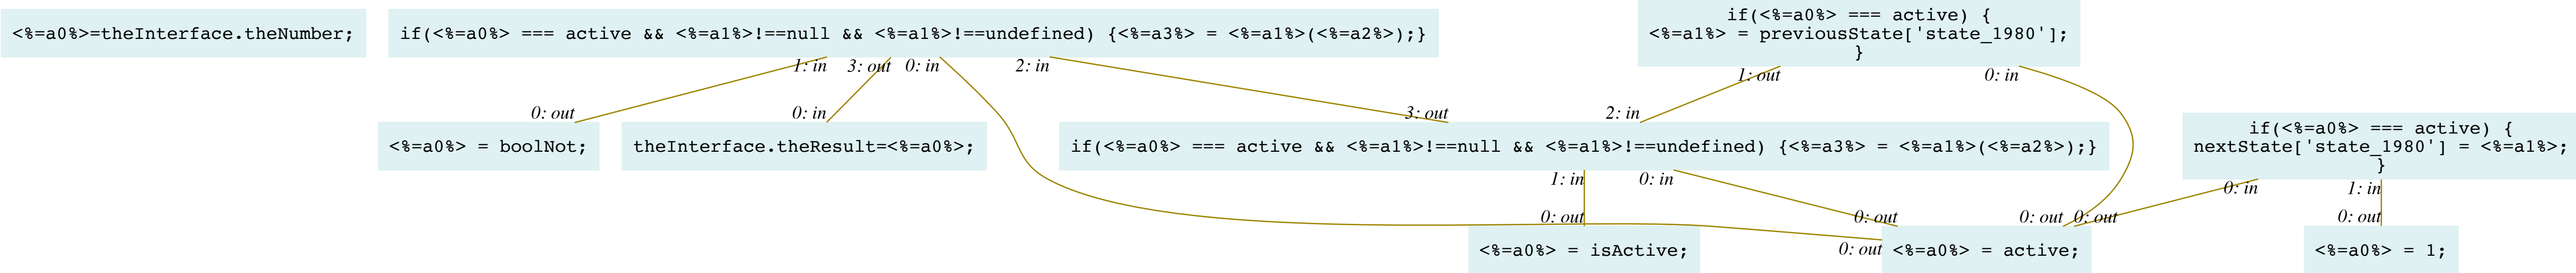 <%=a0%>=theInterface.theNumber;
if(<%=a0%> === active && <%=a1%>!==null && <%=a1%>!==undefined) {<%=a3%> = <%=a1%>(<%=a2%>);}
if(<%=a0%> === active) {
<%=a1%> = previousState['state_1980'];
}
1: in
3: out
0: in
2: in
1: out
0: in
0: out
0: in
3: out
2: in
<%=a0%> = boolNot;
theInterface.theResult=<%=a0%>;
if(<%=a0%> === active && <%=a1%>!==null && <%=a1%>!==undefined) {<%=a3%> = <%=a1%>(<%=a2%>);}
if(<%=a0%> === active) {
nextState['state_1980'] = <%=a1%>;
}
1: in
0: in
0: in
1: in
0: out
0: out
0: out
0: out
0: out
0: out
<%=a0%> = isActive;
<%=a0%> = active;
<%=a0%> = 1;